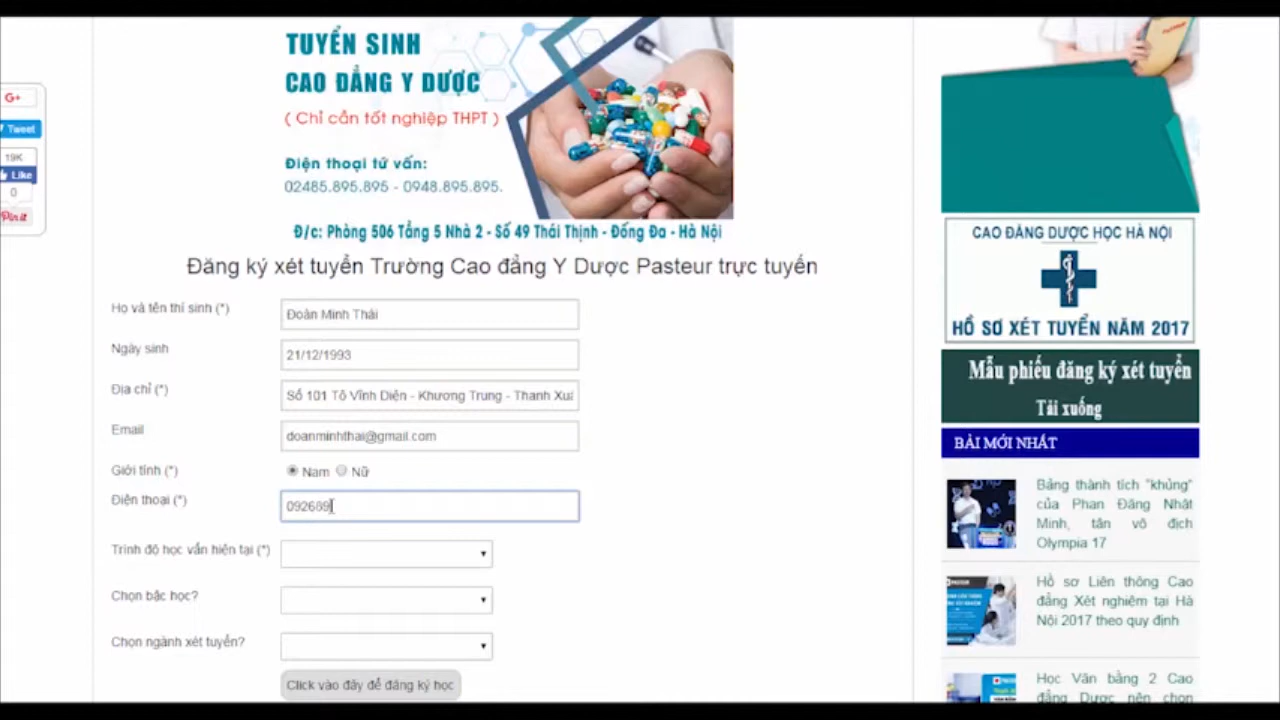 TUYỂN SINH
CAO ĐẲNG Y DƯỢC
( Chỉ cần tốt nghiệp THPT )
Điện thoại tư vấn:
02485.895.895 - 0948.895.895.
Đ/c: Phòng 506 Tầng 5 Nhà 2 - Số 49 Thái Thịnh - Đống Đa - Hà Nội
G+
Tweet
19K
Like
0
Pin it
Đăng ký xét tuyển Trường Cao đẳng Y Dược Pasteur trực tuyến
Họ và tên thí sinh (*)
Đoàn Minh Thái
Ngày sinh
21/12/1993
Địa chỉ (*)
Số 101 Tô Vĩnh Diện - Khương Trung - Thanh Xuâ
Email
doanminhthai@gmail.com
Giới tính (*)
Nam Nữ
Điện thoại (*)
092669
Trình độ học vấn hiện tại (*)
Chọn bậc học?
Chọn ngành xét tuyển?
Click vào đây để đăng ký học
CAO ĐẲNG DƯỢC HỌC HÀ NỘI
HỒ SƠ XÉT TUYỂN NĂM 2017
Mẫu phiếu đăng ký xét tuyển
Tải xuống
BÀI MỚI NHẤT
Bảng thành tích "khủng"
của Phan Đăng Nhật
Minh, tân vô địch
Olympia 17
Hồ sơ Liên thông Cao
đẳng Xét nghiệm tại Hà
Nội 2017 theo quy định
Học Văn bằng 2 Cao
đẳng Dược nên chọn